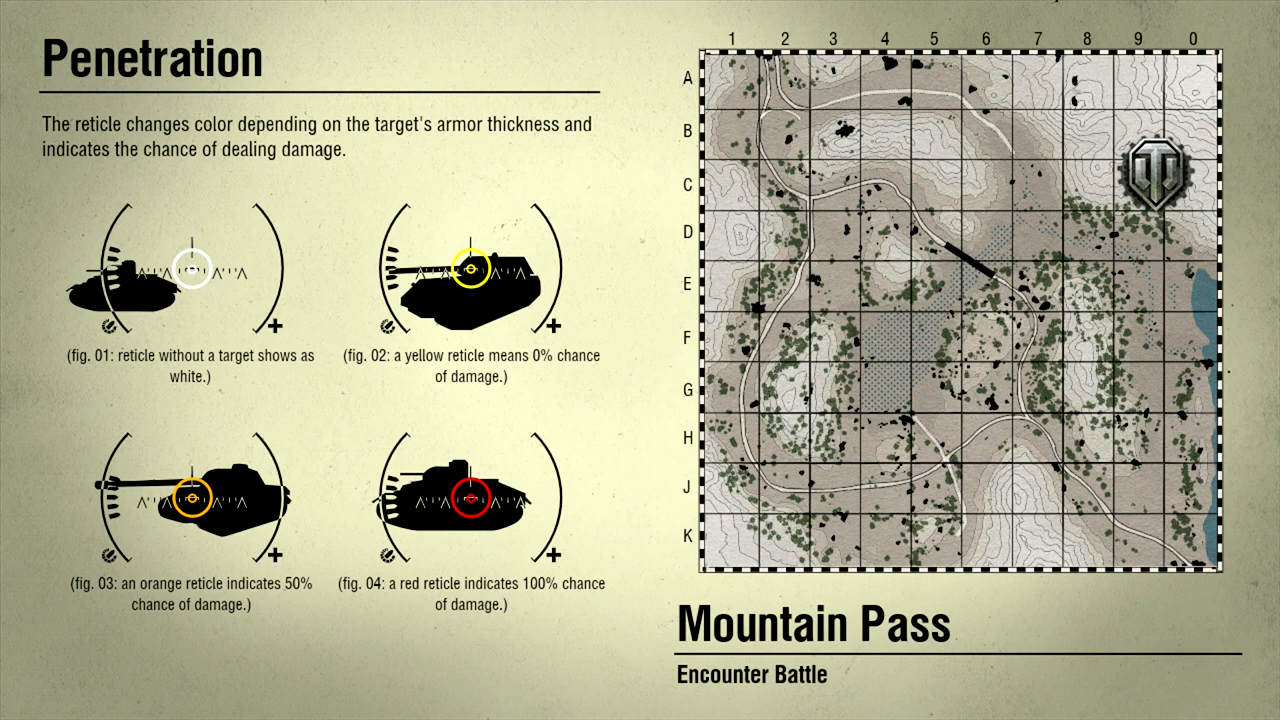 Penetration
The reticle changes color depending on the target's armor thickness and
indicates the chance of dealing damage.
(fig. 01: reticle without a target shows as
white.)
(fig. 02: a yellow reticle means 0% chance
of damage.)
(fig. 03: an orange reticle indicates 50%
chance of damage.)
(fig. 04: a red reticle indicates 100% chance
of damage.)
1 2 3 4 5 6 7 8 9 0
A
B
C
D
E
F
G
H
J
K
Mountain Pass
Encounter Battle